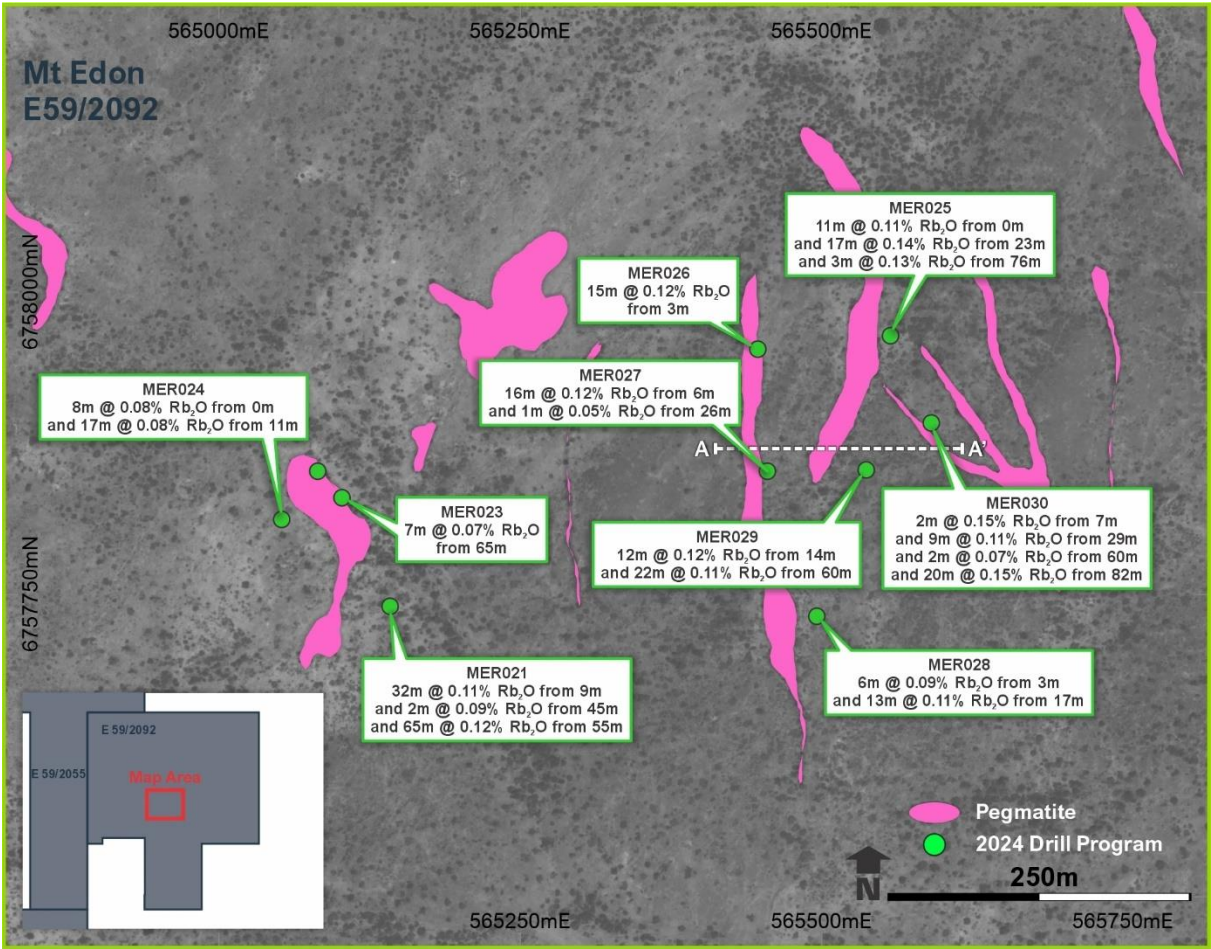 565000mE
565250mE
565500mE
Mt Edon
E59/2092
6758000mN
6757750mN
MER025
11m @ 0.11% Rb₂O from 0m
and 17m @ 0.14% Rb₂O from 23m
and 3m @ 0.13% Rb₂O from 76m
MER026
15m @ 0.12% Rb₂O
from 3m
MER027
16m @ 0.12% Rb₂O from 6m
and 1m @ 0.05% Rb₂O from 26m
MER024
8m @ 0.08% Rb₂O from 0m
and 17m @ 0.08% Rb₂O from 11m
A
A'
MER023
7m @ 0.07% Rb₂O
from 65m
MER029
12m @ 0.12% Rb₂O from 14m
and 22m @ 0.11% Rb₂O from 60m
MER030
2m @ 0.15% Rb₂O from 7m
and 9m @ 0.11% Rb₂O from 29m
and 2m @ 0.07% Rb₂O from 60m
and 20m @ 0.15% Rb₂O from 82m
MER021
32m @ 0.11% Rb₂O from 9m
and 2m @ 0.09% Rb₂O from 45m
and 65m @ 0.12% Rb₂O from 55m
MER028
6m @ 0.09% Rb₂O from 3m
and 13m @ 0.11% Rb₂O from 17m
E 59/2092
E 59/2055
Map Area
Pegmatite
2024 Drill Program
N
250m
565250mE
565500mE
565750mE